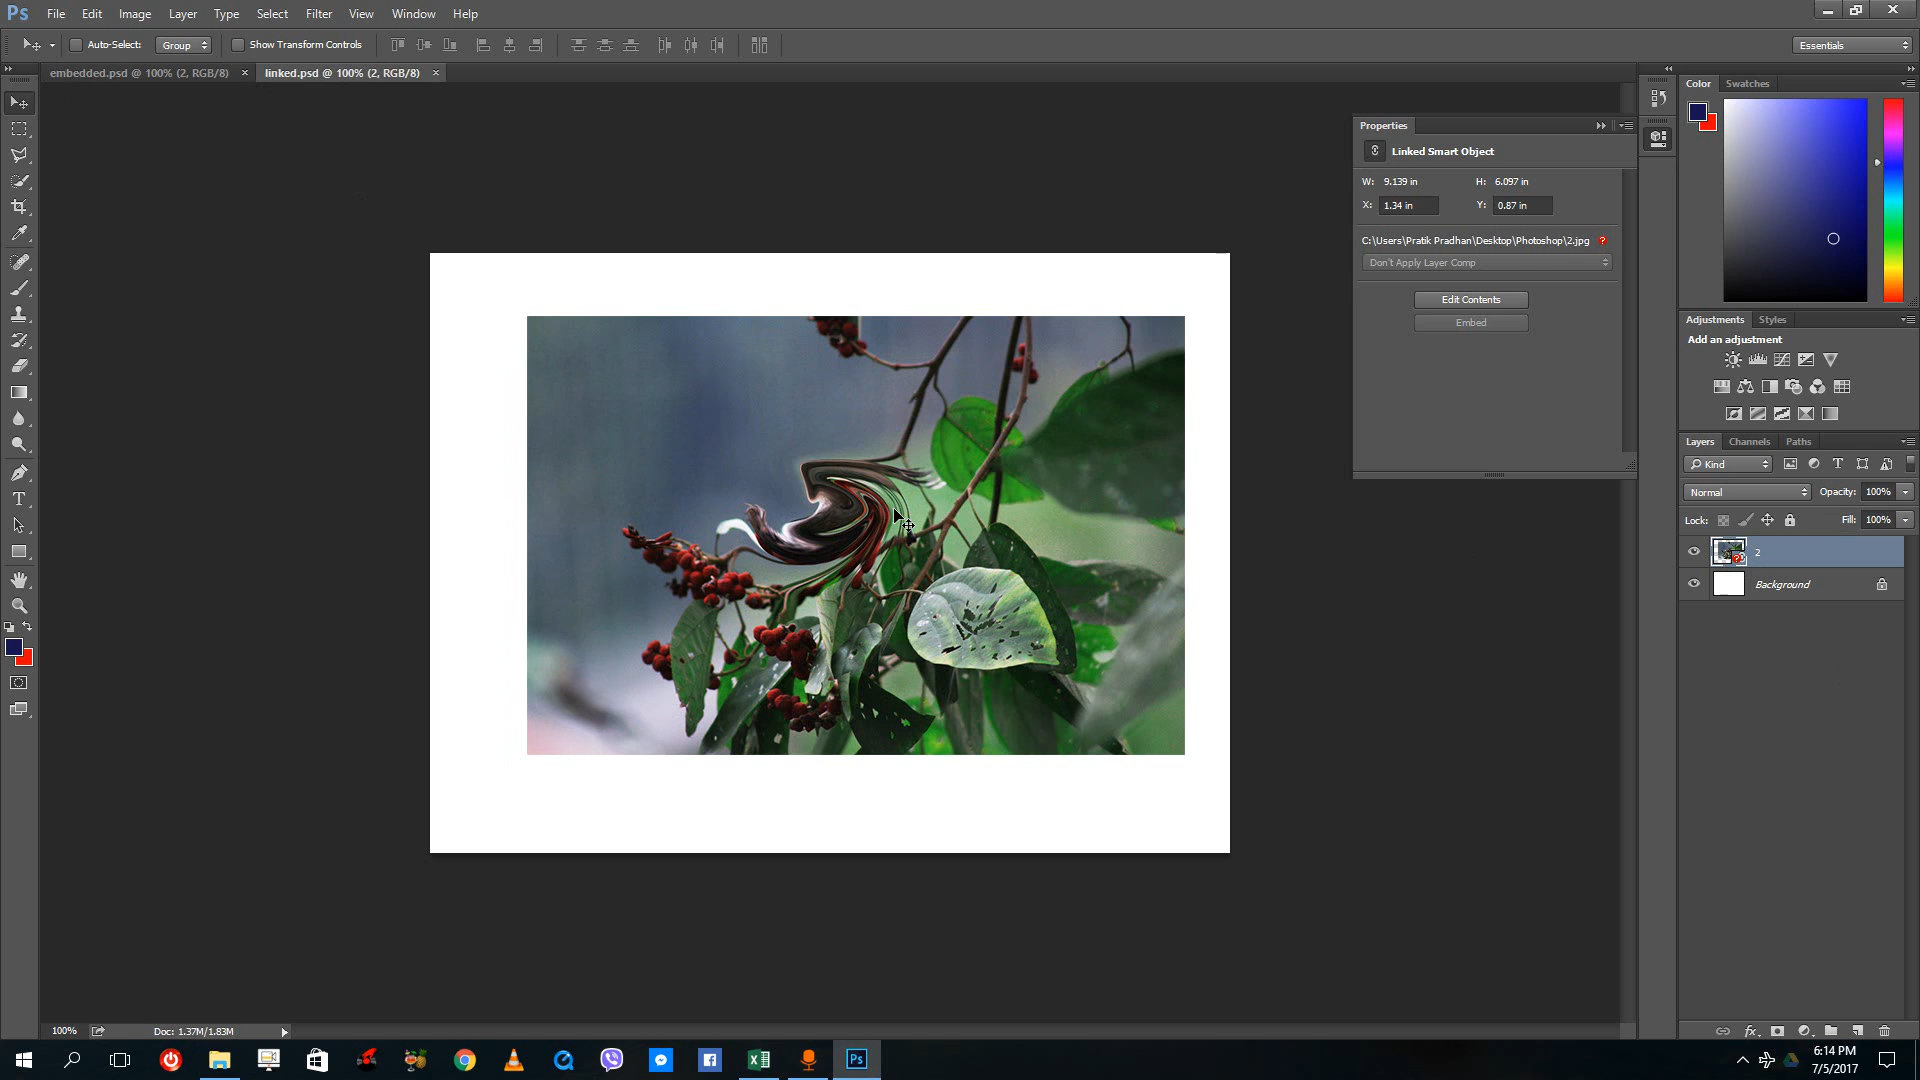 Ps File Edit Image Layer Type Select Filter View Window Help
Auto-Select: Group Show Transform Controls Essentials
embedded.psd @ 100% (2, RGB/8) × linked.psd @ 100% (2, RGB/8) ×
Color Swatches
Properties
Linked Smart Object
W: 9.139 in H: 6.097 in
X: 1.34 in Y: 0.87 in
C:\Users\Pratik Pradhan\Desktop\Photoshop\2.jpg ?
Don't Apply Layer Comp
Edit Contents
Embed
Adjustments Styles
Add an adjustment
Layers Channels Paths
Kind
Normal Opacity: 100%
Lock: Fill: 100%
2
Background
100% Doc: 1.37M/1.83M
Ps
6:14 PM
7/5/2017